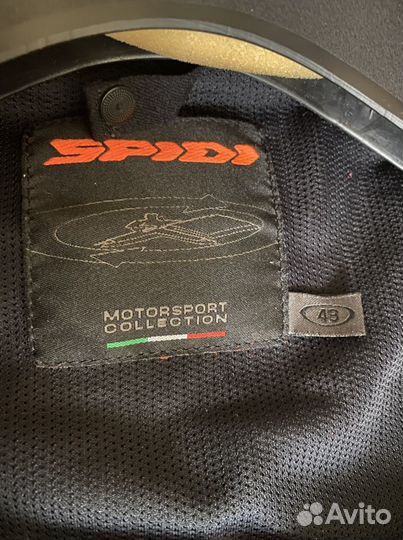 SPIDI
MOTORSPORT
COLLECTION
48
Avito